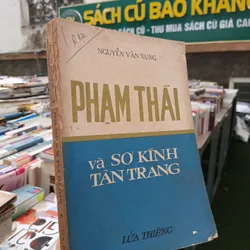 CŨ BẢO KHANG
SÁCH CŨ - THU MUA SÁCH CŨ GIÁ CAO
NGUYỄN VĂN XUNG
PHẠM THÁI
và SƠ KÍNH
TÂN TRANG
LỬA THIÊNG